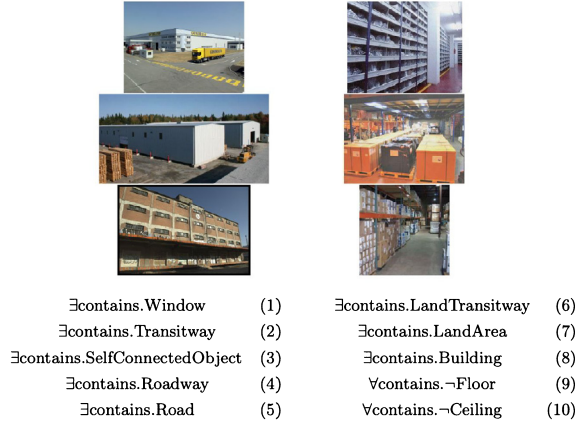 ∃contains.Window (1)
∃contains.Transitway (2)
∃contains.SelfConnectedObject (3)
∃contains.Roadway (4)
∃contains.Road (5)
∃contains.LandTransitway (6)
∃contains.LandArea (7)
∃contains.Building (8)
∀contains.¬Floor (9)
∀contains.¬Ceiling (10)